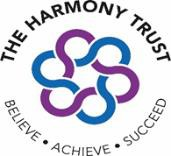 THE HARMONY TRUST
BELIEVE • ACHIEVE • SUCCEED